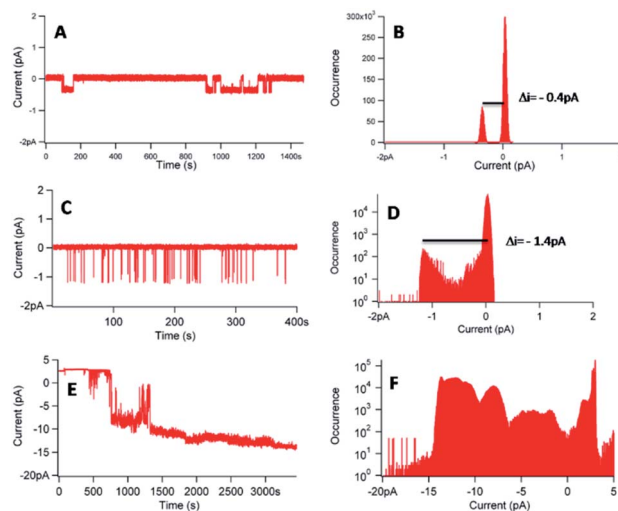 A
2
1
0
-1
-2pA
Current (pA)
0
200
400
600
800
1000
1200
1400s
Time (s)
B
300x10³
250
200
150
100
50
0
Occurrence
Δi= - 0.4pA
-2pA
-1
0
1
Current (pA)
C
2
1
0
-1
-2pA
Current (pA)
100
200
300
400s
Time (s)
D
10⁴
10³
10²
10¹
10⁰
Occurrence
Δi= - 1.4pA
-2pA
-1
0
1
2
Current (pA)
E
5
0
-5
-10
-15
-20pA
Current (pA)
0
500
1000
1500
2000
2500
3000s
Time (s)
F
10⁵
10⁴
10³
10²
10¹
10⁰
Occurrence
-20pA
-15
-10
-5
0
5
Current (pA)